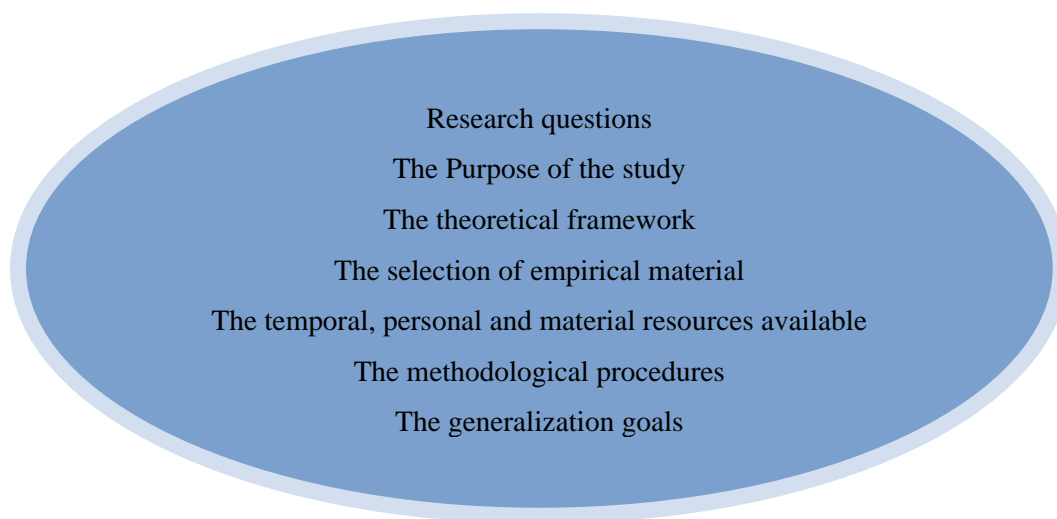 Research questions
The Purpose of the study
The theoretical framework
The selection of empirical material
The temporal, personal and material resources available
The methodological procedures
The generalization goals